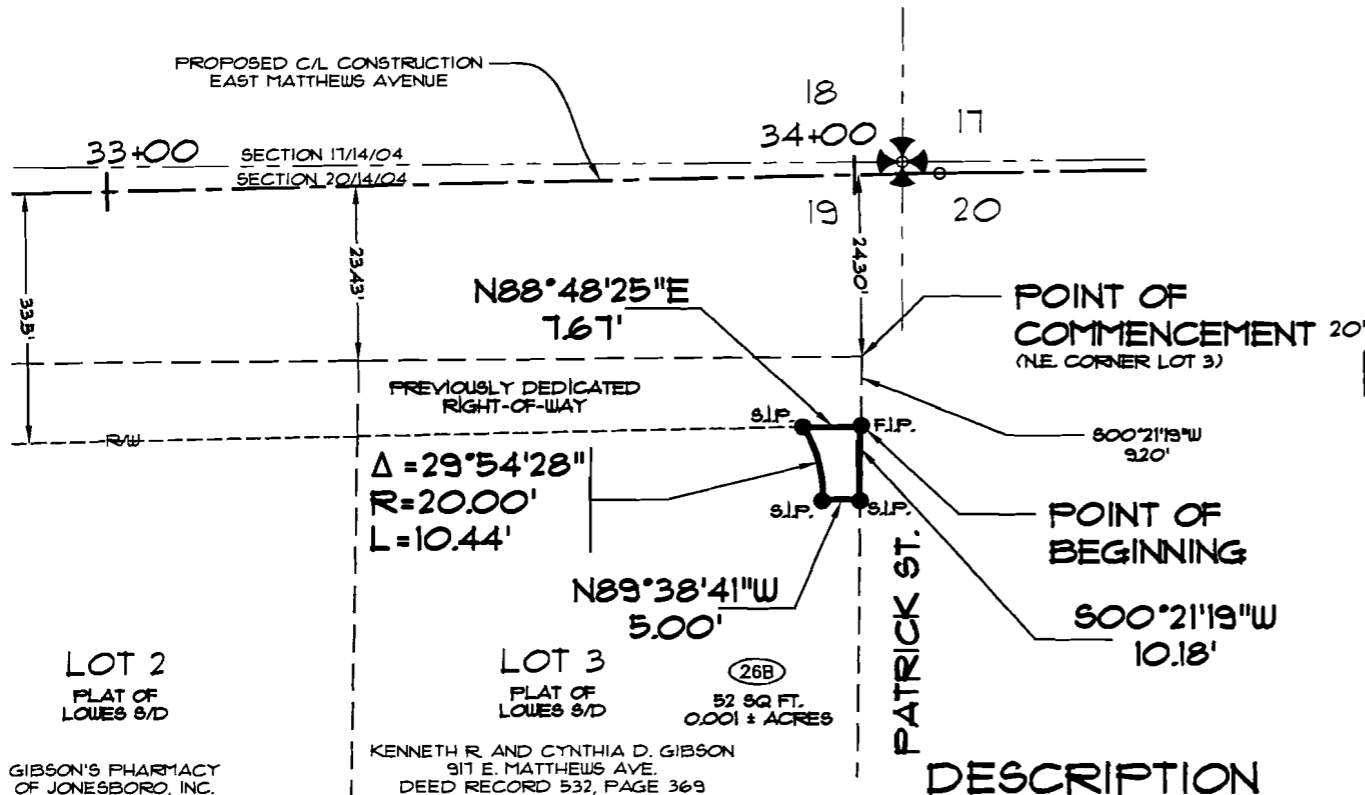 PROPOSED C/L CONSTRUCTION
EAST MATTHEWS AVENUE
18
17
33+00
SECTION 17/14/04
SECTION 20/14/04
34+00
19
20
33.5'
23.43'
24.30'
N88°48'25"E
7.67'
POINT OF
COMMENCEMENT
(N.E. CORNER LOT 3)
20'
PREVIOUSLY DEDICATED
RIGHT-OF-WAY
R/W
S.I.P.
F.I.P.
S00°21'19"W
9.20'
Δ = 29°54'28"
R=20.00'
L=10.44'
S.I.P.
S.I.P.
POINT OF
BEGINNING
N89°38'41"W
5.00'
S00°21'19"W
10.18'
PATRICK ST.
LOT 2
PLAT OF
LOWES S/D
LOT 3
PLAT OF
LOWES S/D
26B
52 SQ FT.
0.001 ± ACRES
GIBSON'S PHARMACY
OF JONESBORO, INC.
KENNETH R. AND CYNTHIA D. GIBSON
917 E. MATTHEWS AVE.
DEED RECORD 532, PAGE 369
DESCRIPTION